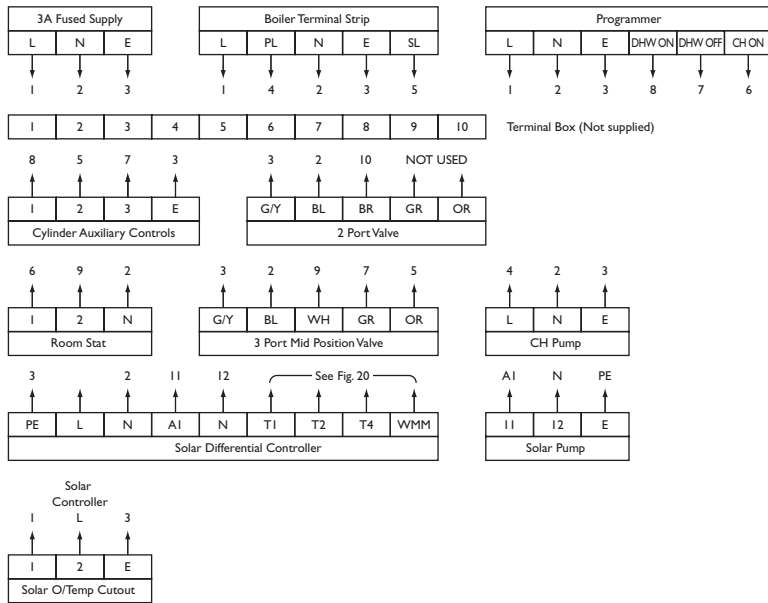 3A Fused Supply Boiler Terminal Strip Programmer
L N E L PL N E SL L N E DHW ON DHW OFF CH ON
1 2 3 1 4 2 3 5 1 2 3 8 7 6
1 2 3 4 5 6 7 8 9 10 Terminal Box (Not supplied)
8 5 7 3 3 2 10 NOT USED
1 2 3 E G/Y BL BR GR OR
Cylinder Auxiliary Controls 2 Port Valve
6 9 2 3 2 9 7 5 4 2 3
1 2 N G/Y BL WH GR OR L N E
Room Stat 3 Port Mid Position Valve CH Pump
3 2 11 12 See Fig. 20 A1 N PE
PE L N A1 N T1 T2 T4 WMM 11 12 E
Solar Differential Controller Solar Pump
Solar
Controller
1 L 3
1 2 E
Solar O/Temp Cutout